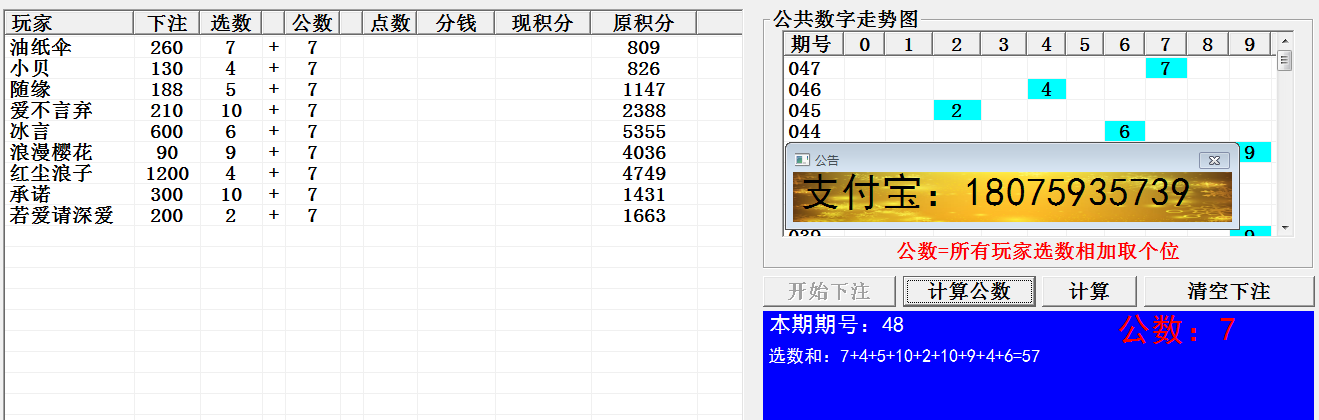 玩家 下注 选数 公数 点数 分钱 现积分 原积分
油纸伞 260 7 + 7 809
小贝 130 4 + 7 826
随缘 188 5 + 7 1147
爱不言弃 210 10 + 7 2388
冰言 600 6 + 7 5355
浪漫樱花 90 9 + 7 4036
红尘浪子 1200 4 + 7 4749
承诺 300 10 + 7 1431
若爱请深爱 200 2 + 7 1663
公共数字走势图
期号 0 1 2 3 4 5 6 7 8 9
047 7
046 4
045 2
044 6
9
公告
支付宝：18075935739
039 9
公数=所有玩家选数相加取个位
开始下注 计算公数 计算 清空下注
本期期号：48
公数：7
选数和：7+4+5+10+2+10+9+4+6=57